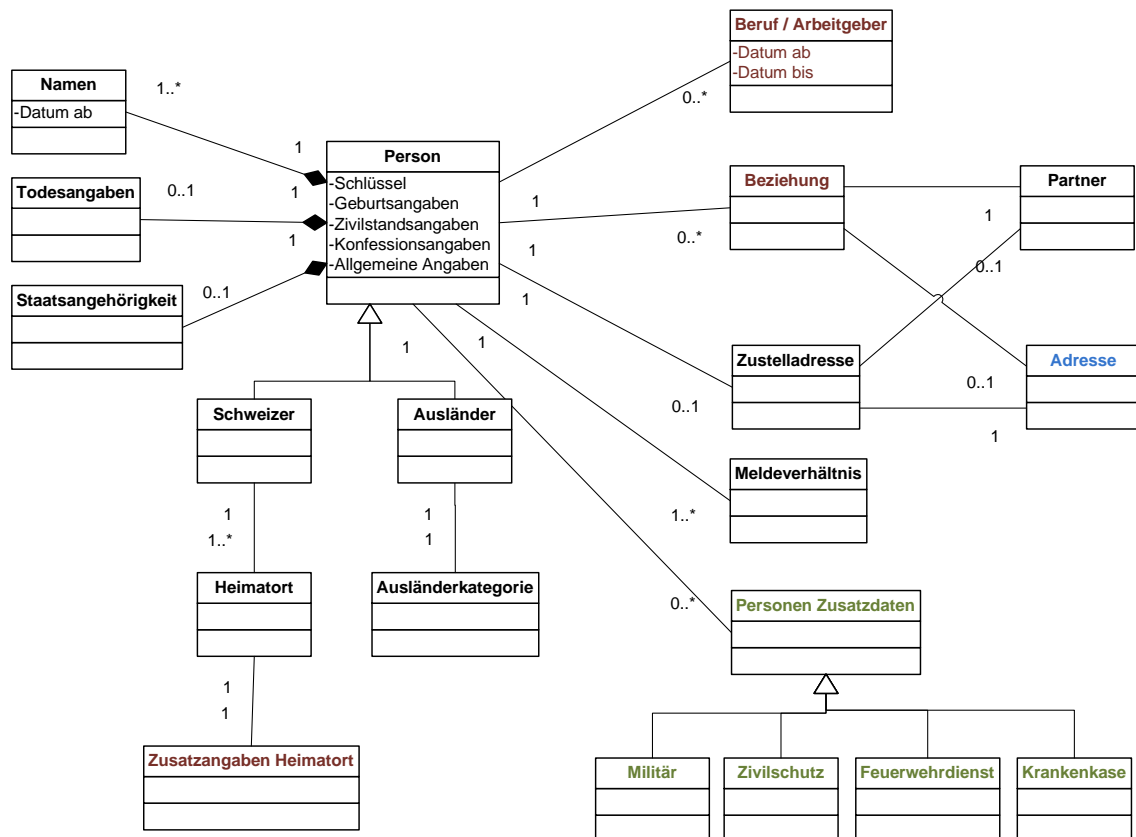 Beruf / Arbeitgeber
-Datum ab
-Datum bis
0..*
Namen
-Datum ab
1..*
1
Person
-Schlüssel
-Geburtsangaben
-Zivilstandsangaben
-Konfessionsangaben
-Allgemeine Angaben
Todesangaben
0..1
1
Staatsangehörigkeit
0..1
1
1
Beziehung
0..*
Partner
1
0..1
1
1
Zustelladresse
0..1
Adresse
0..1
1
1
1
Schweizer
Ausländer
Meldeverhältnis
1..*
1
1..*
1
1
Heimatort
Ausländerkategorie
Personen Zusatzdaten
0..*
1
1
Zusatzangaben Heimatort
Militär
Zivilschutz
Feuerwehrdienst
Krankenkase